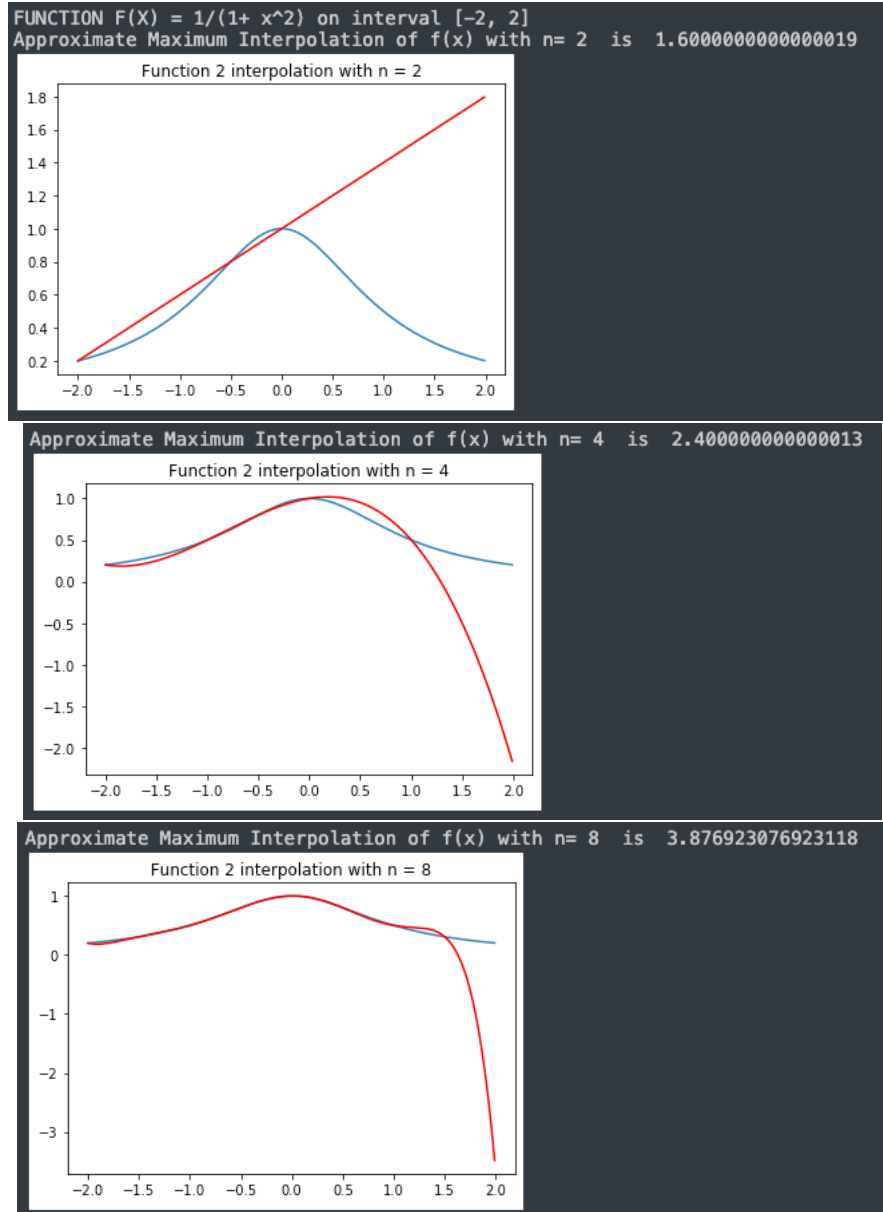 FUNCTION F(X) = 1/(1+ x^2) on interval [-2, 2]
Approximate Maximum Interpolation of f(x) with n= 2 is 1.6000000000000019
Function 2 interpolation with n = 2
1.8
1.6
1.4
1.2
1.0
0.8
0.6
0.4
0.2
−2.0 −1.5 −1.0 −0.5 0.0 0.5 1.0 1.5 2.0
Approximate Maximum Interpolation of f(x) with n= 4 is 2.400000000000013
Function 2 interpolation with n = 4
1.0
0.5
0.0
−0.5
−1.0
−1.5
−2.0
−2.0 −1.5 −1.0 −0.5 0.0 0.5 1.0 1.5 2.0
Approximate Maximum Interpolation of f(x) with n= 8 is 3.876923076923118
Function 2 interpolation with n = 8
1
0
−1
−2
−3
−2.0 −1.5 −1.0 −0.5 0.0 0.5 1.0 1.5 2.0